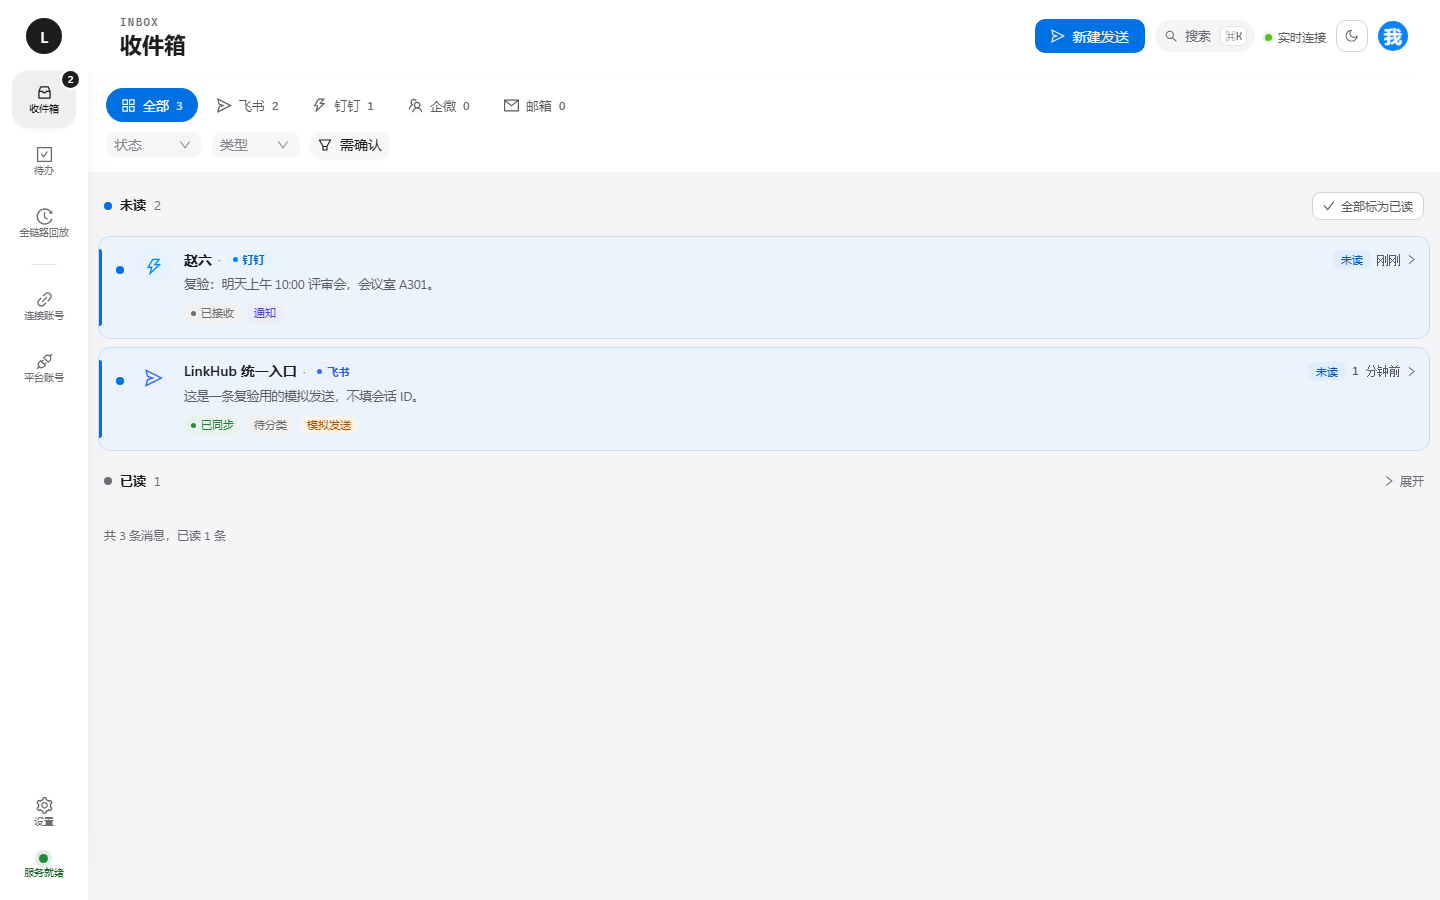 L
2
收件箱
待办
全链路回放
连接账号
平台账号
设置
服务就绪
INBOX
收件箱
新建发送
搜索 ⌘K
实时连接
我
全部 3
飞书 2
钉钉 1
企微 0
邮箱 0
状态
类型
需确认
未读 2
全部标为已读
赵六 · 钉钉
未读 刚刚
复验：明天上午 10:00 评审会，会议室 A301。
已接收 通知
LinkHub 统一入口 · 飞书
未读 1 分钟前
这是一条复验用的模拟发送，不填会话 ID。
已同步 待分类 模拟发送
已读 1
展开
共 3 条消息，已读 1 条